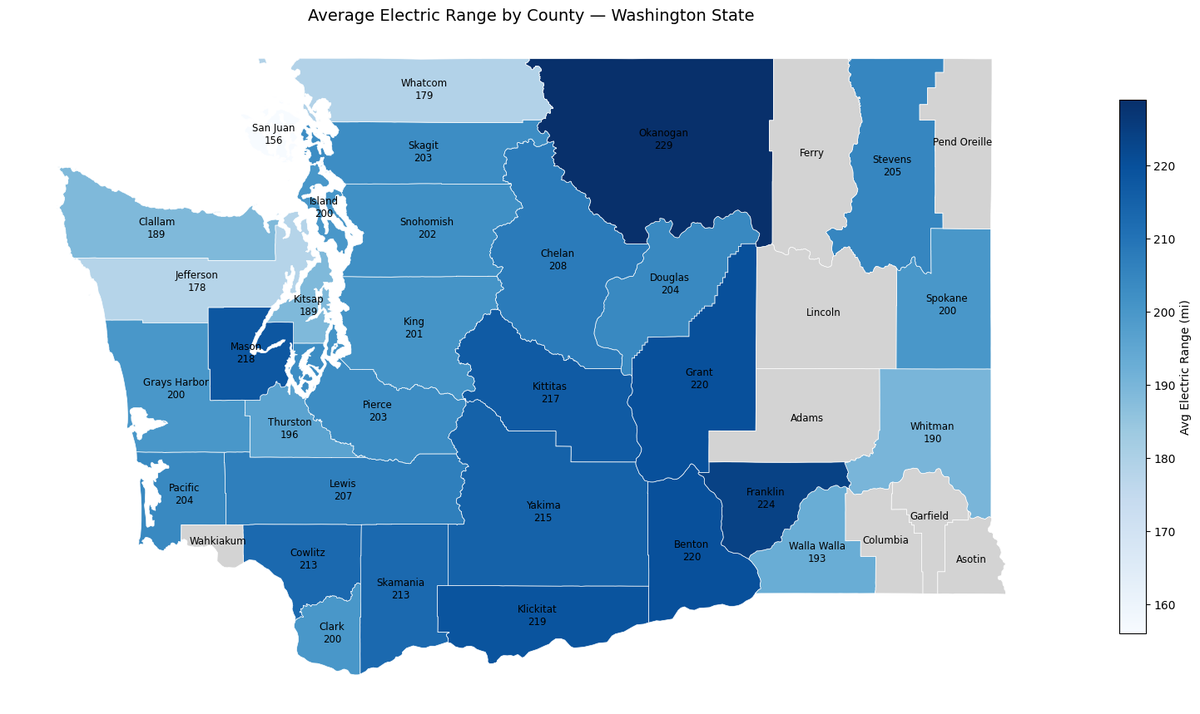 Average Electric Range by County — Washington State
Whatcom
179
San Juan
156
Okanogan
229
Ferry
Stevens
205
Pend Oreille
Skagit
203
Island
200
Clallam
189
Snohomish
202
Jefferson
178
Chelan
208
Douglas
204
Kitsap
189
King
201
Lincoln
Spokane
200
Mason
218
Grays Harbor
200
Kittitas
217
Grant
220
Pierce
203
Thurston
196
Adams
Whitman
190
Pacific
204
Lewis
207
Yakima
215
Franklin
224
Garfield
Wahkiakum
Columbia
Walla Walla
193
Asotin
Cowlitz
213
Benton
220
Skamania
213
Klickitat
219
Clark
200
220
210
200
190
180
170
160
Avg Electric Range (mi)